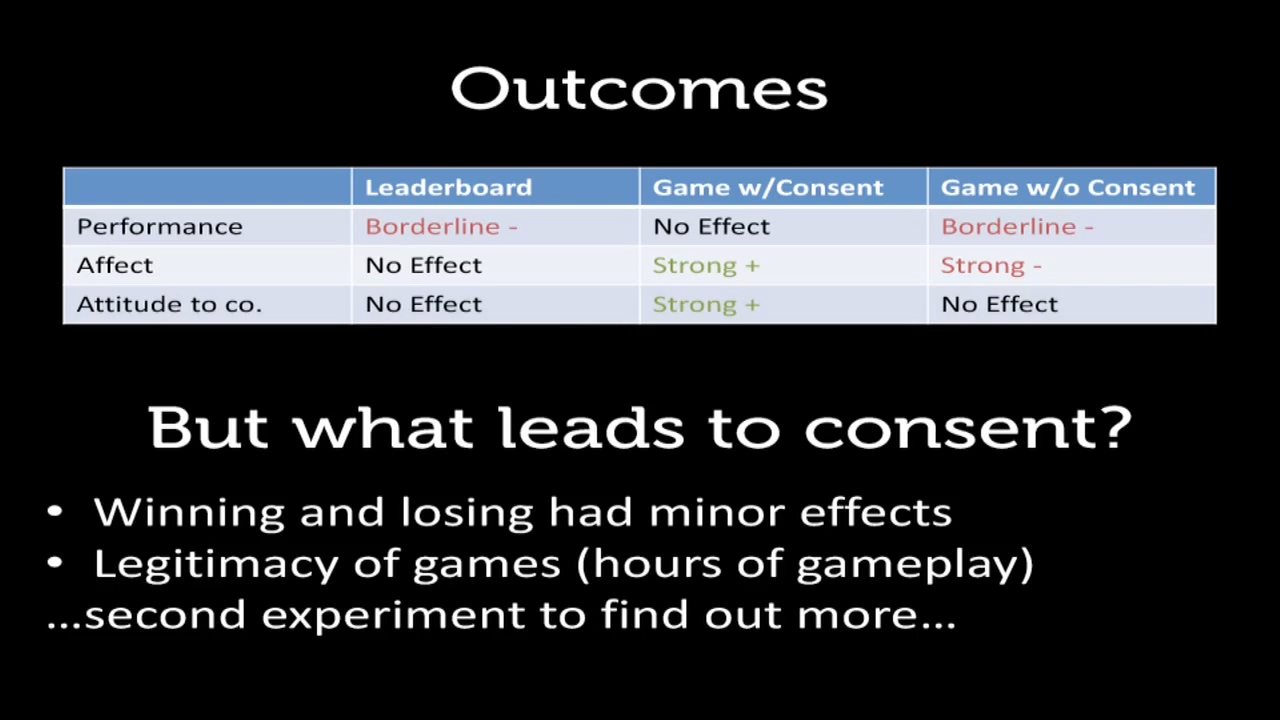 Outcomes
Leaderboard Game w/Consent Game w/o Consent
Performance Borderline - No Effect Borderline -
Affect No Effect Strong + Strong -
Attitude to co. No Effect Strong + No Effect
But what leads to consent?
• Winning and losing had minor effects
• Legitimacy of games (hours of gameplay)
...second experiment to find out more...